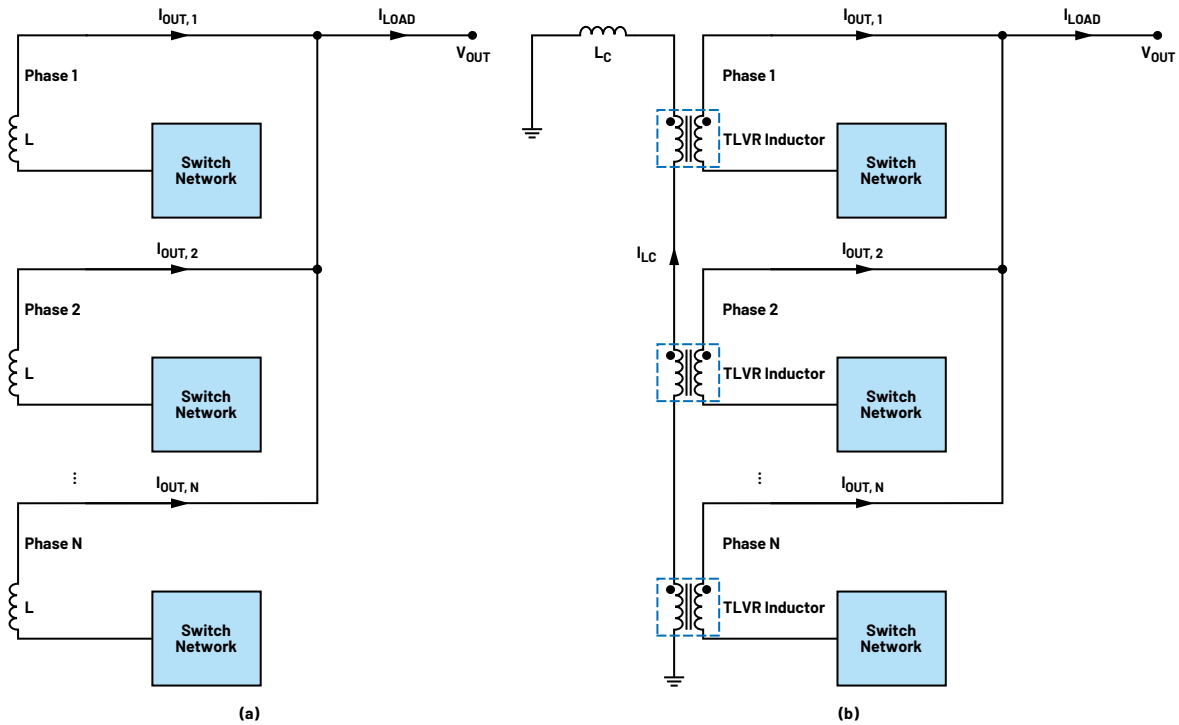 I_OUT, 1
I_LOAD
V_OUT
Phase 1
L
Switch
Network
I_OUT, 2
Phase 2
L
Switch
Network
⋮
I_OUT, N
Phase N
L
Switch
Network
(a)
L_C
I_OUT, 1
I_LOAD
V_OUT
Phase 1
TLVR Inductor
Switch
Network
I_LC
I_OUT, 2
Phase 2
TLVR Inductor
Switch
Network
⋮
I_OUT, N
Phase N
TLVR Inductor
Switch
Network
(b)